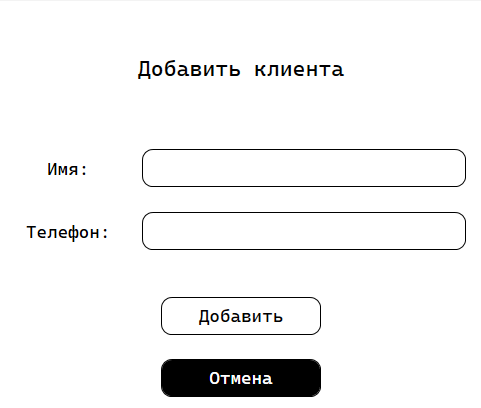 Добавить клиента
Имя:
Телефон:
Добавить
Отмена